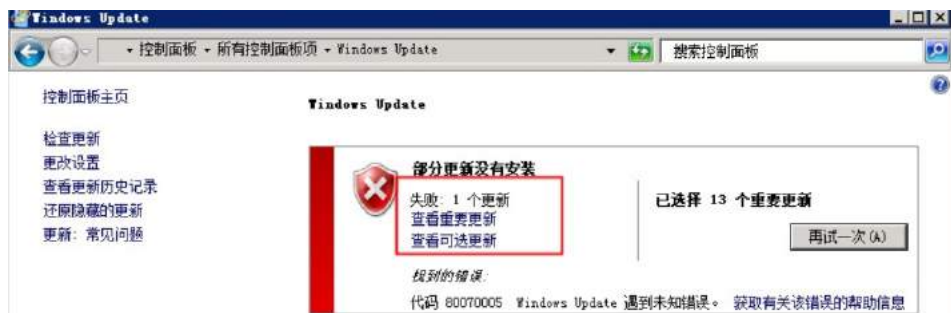 Windows Update
控制面板 ▾ 所有控制面板项 ▾ Windows Update
搜索控制面板
控制面板主页
Windows Update
检查更新
更改设置
查看更新历史记录
还原隐藏的更新
更新: 常见问题
部分更新没有安装
失败: 1 个更新
查看重要更新
查看可选更新
已选择 13 个重要更新
再试一次(A)
找到的错误:
代码 80070005 Windows Update 遇到未知错误。 获取有关该错误的帮助信息